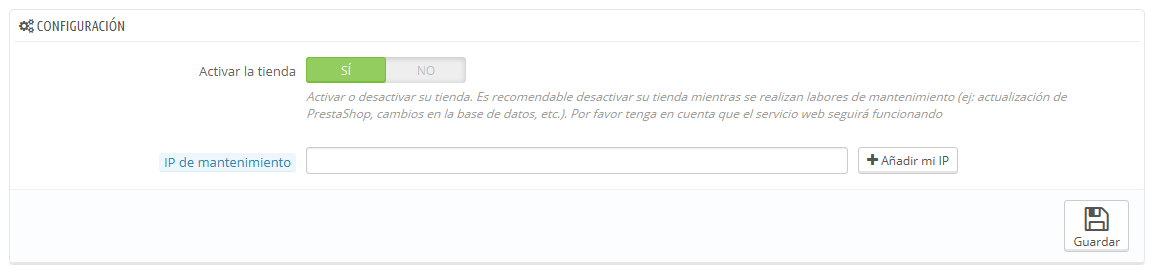 CONFIGURACIÓN
Activar la tienda SÍ NO
Activar o desactivar su tienda. Es recomendable desactivar su tienda mientras se realizan labores de mantenimiento (ej: actualización de
PrestaShop, cambios en la base de datos, etc.). Por favor tenga en cuenta que el servicio web seguirá funcionando
IP de mantenimiento Añadir mi IP
Guardar